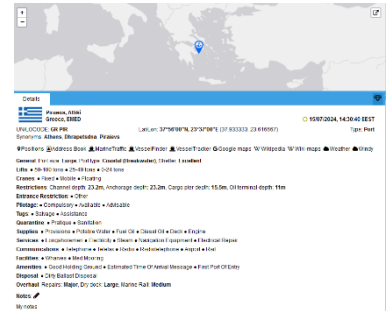 +
−
Details
Piraeus, Attiki
Greece, EMED
15/07/2024, 14:30:40 EEST
UN/LOCODE: GR PIR
Lat/Lon: 37°56'00"N, 23°37'00"E (37.933333, 23.616667)
Type: Port
Synonyms: Athens, Dhrapetsóna, Piraievs
Positions Address Book MarineTraffic VesselFinder VesselTracker Google maps Wikipedia Wiki maps Weather Windy
General: Port size: Large, Port type: Coastal (Breakwater), Shelter: Excellent
Lifts: • 50-100 tons • 25-49 tons • 0-24 tons
Cranes: • Fixed • Mobile • Floating
Restrictions: Channel depth: 23.2m, Anchorage depth: 23.2m, Cargo pier depth: 15.5m, Oil terminal depth: 11m
Entrance Restriction: • Other
Pilotage: • Compulsory • Available • Advisable
Tugs: • Salvage • Assistance
Quarantine: • Pratique • Sanitation
Supplies: • Provisions • Potable Water • Fuel Oil • Diesel Oil • Deck • Engine
Services: • Longshoremen • Electricity • Steam • Navigation Equipment • Electrical Repair
Communications: • Telephone • Telefax • Radio • Radiotelephone • Airport • Rail
Facilities: • Wharves • Med Mooring
Amenities: • Good Holding Ground • Estimated Time Of Arrival Message • First Port Of Entry
Disposal: • Dirty Ballast Disposal
Overhaul: Repairs: Major, Dry dock: Large, Marine Rail: Medium
Notes:
My notes